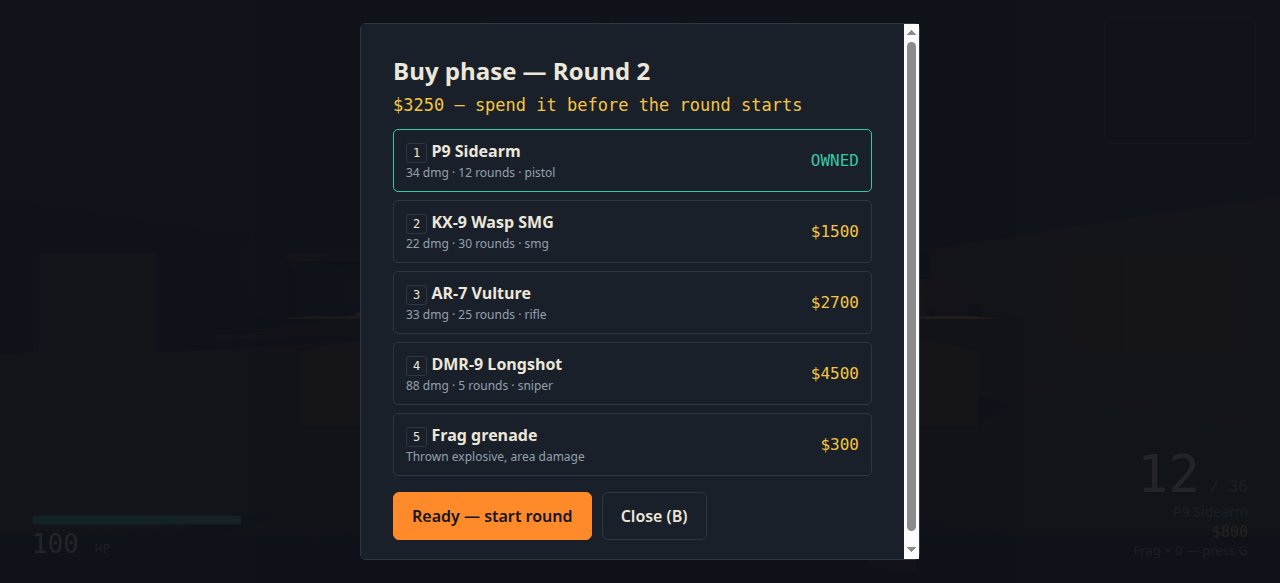 Buy phase — Round 2
$3250 — spend it before the round starts
1 P9 Sidearm
34 dmg · 12 rounds · pistol
OWNED
2 KX-9 Wasp SMG
22 dmg · 30 rounds · smg
$1500
3 AR-7 Vulture
33 dmg · 25 rounds · rifle
$2700
4 DMR-9 Longshot
88 dmg · 5 rounds · sniper
$4500
5 Frag grenade
Thrown explosive, area damage
$300
Ready — start round
Close (B)
100 HP
12 / 36
P9 Sidearm
$800
Frag × 0 — press G